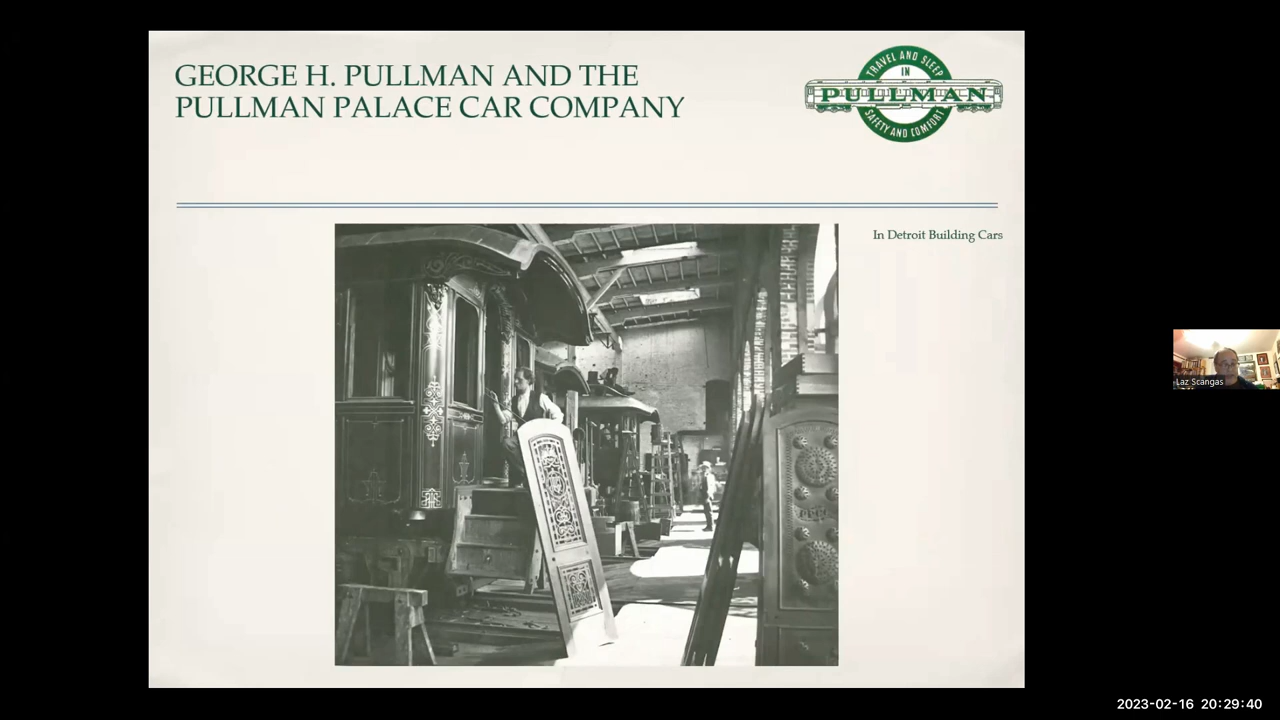 GEORGE H. PULLMAN AND THE
PULLMAN PALACE CAR COMPANY
TRAVEL AND SLEEP
IN
PULLMAN
SAFETY AND COMFORT
In Detroit Building Cars
Laz Scangas
2023-02-16 20:29:40